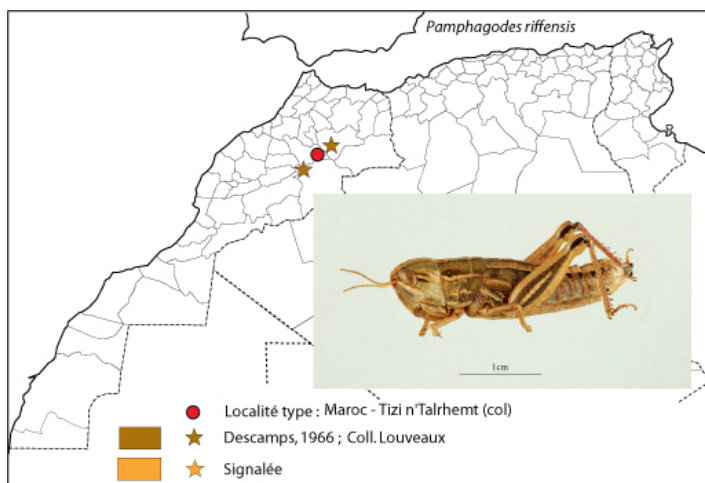 Pamphagodes riffensis
1cm
Localité type : Maroc - Tizi n'Talrhemt (col)
Descamps, 1966 ; Coll. Louveaux
Signalée